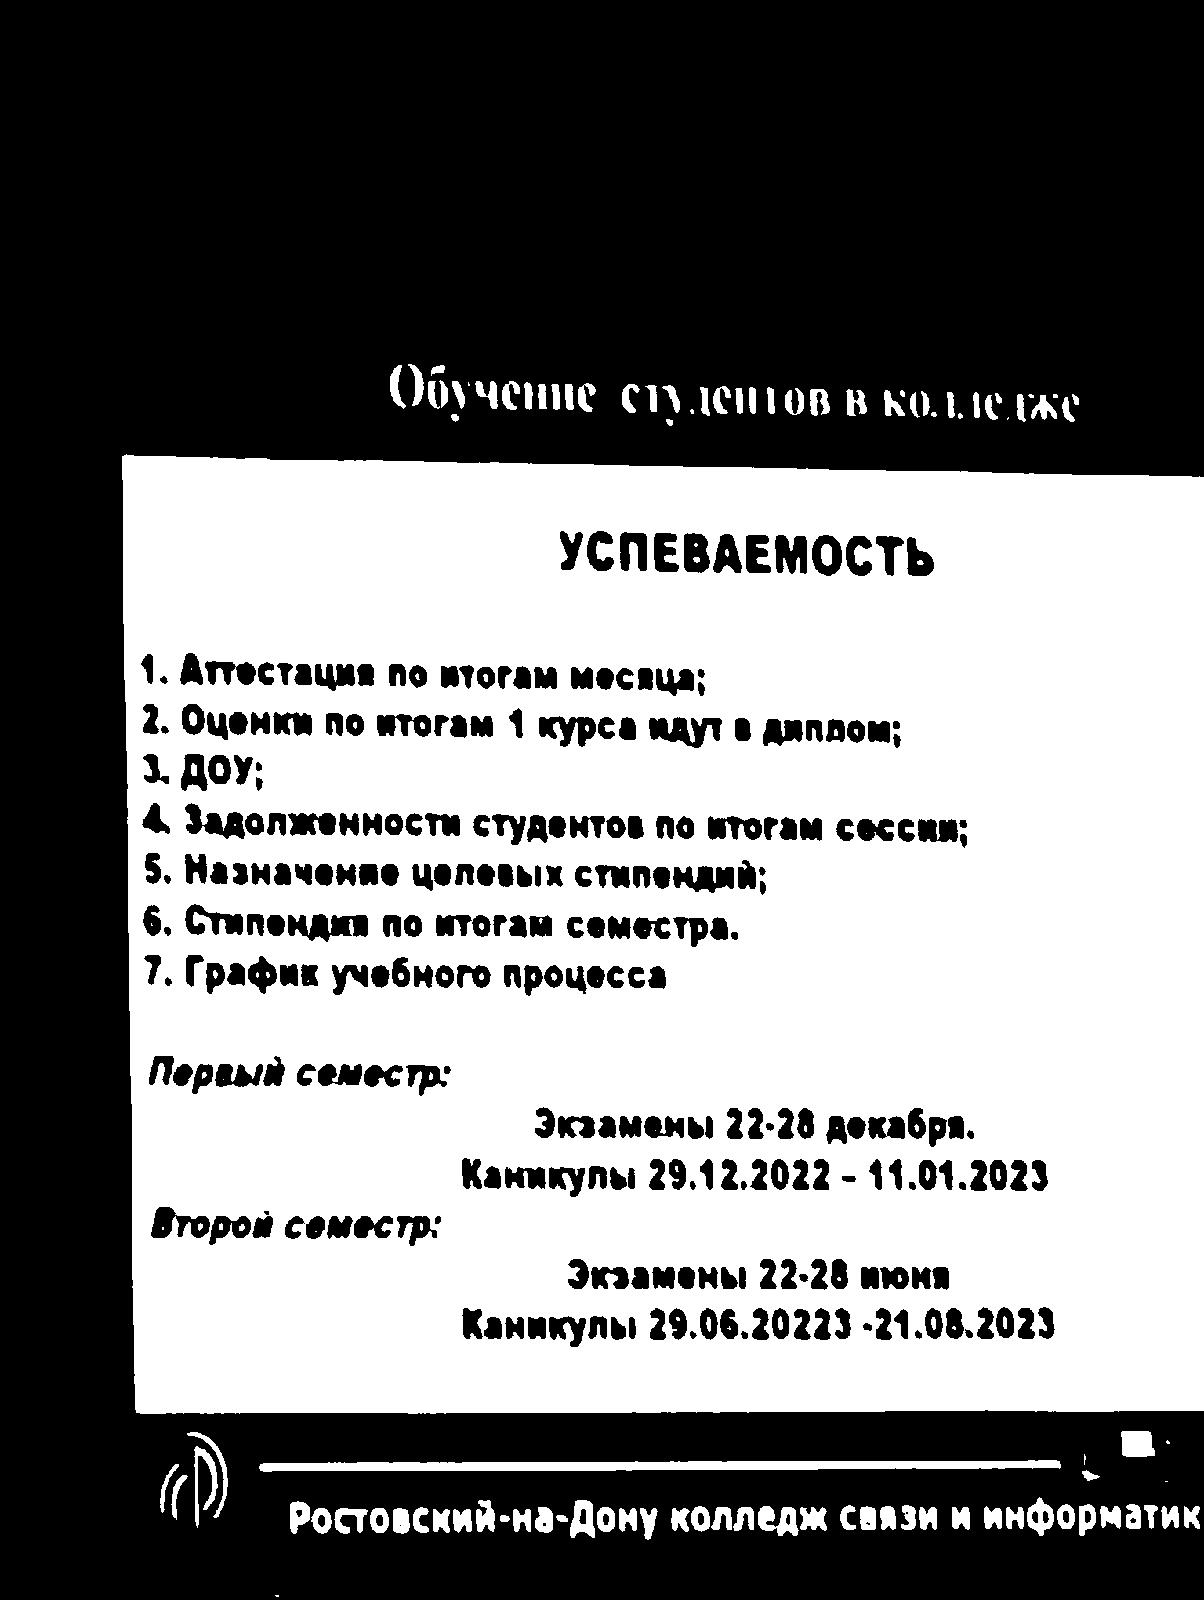 Обучение студентов в колледже
УСПЕВАЕМОСТЬ
1. Аттестация по итогам месяца;
2. Оценки по итогам 1 курса идут в диплом;
3. ДОУ;
4. Задолженности студентов по итогам сессии;
5. Назначение целевых стипендий;
6. Стипендия по итогам семестра.
7. График учебного процесса
Первый семестр:
Экзамены 22-28 декабря.
Каникулы 29.12.2022 - 11.01.2023
Второй семестр:
Экзамены 22-28 июня
Каникулы 29.06.20223 -21.08.2023
Ростовский-на-Дону колледж связи и информатик